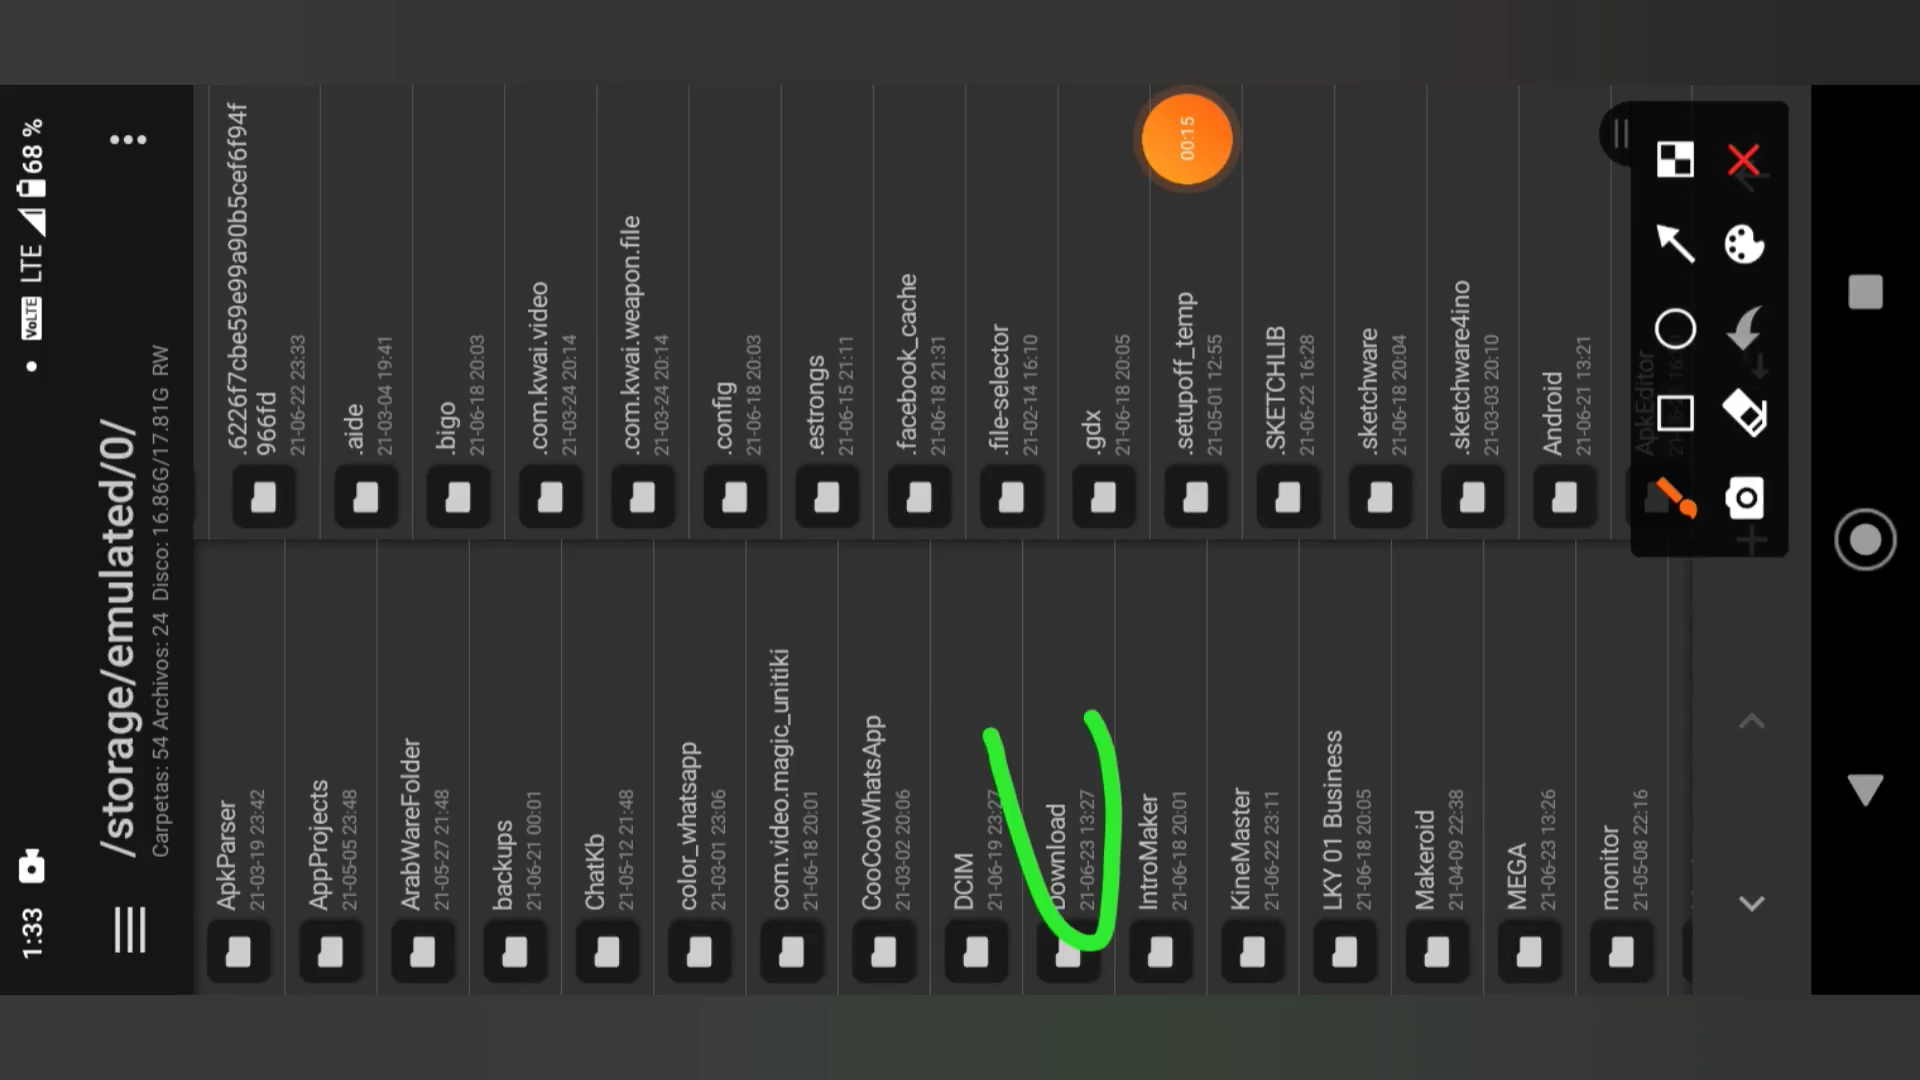 1:33
VoLTE LTE 68 %
/storage/emulated/0/
Carpetas: 54 Archivos: 24 Disco: 16.86G/17.81G RW
ApkParser
21-03-19 23:42
AppProjects
21-05-05 23:48
ArabWareFolder
21-05-27 21:48
backups
21-06-21 00:01
ChatKb
21-05-12 21:48
color_whatsapp
21-03-01 23:06
com.video.magic_unitiki
21-06-18 20:01
CooCooWhatsApp
21-03-02 20:06
DCIM
21-06-19 23:27
Download
21-06-23 13:27
IntroMaker
21-06-18 20:01
KineMaster
21-06-22 23:11
LKY 01 Business
21-06-18 20:05
Makeroid
21-04-09 22:38
MEGA
21-06-23 13:26
monitor
21-05-08 22:16
.6226f7cbe59e99a90b5cef6f94f
966fd
21-06-22 23:33
.aide
21-03-04 19:41
.bigo
21-06-18 20:03
.com.kwai.video
21-03-24 20:14
.com.kwai.weapon.file
21-03-24 20:14
.config
21-06-18 20:03
.estrongs
21-06-15 21:11
.facebook_cache
21-06-18 21:31
.file-selector
21-02-14 16:10
.gdx
21-06-18 20:05
.setupoff_temp
21-05-01 12:55
.SKETCHLIB
21-06-22 16:28
.sketchware
21-06-18 20:04
.sketchware4ino
21-03-03 20:10
Android
21-06-21 13:21
ApkEditor
00:15